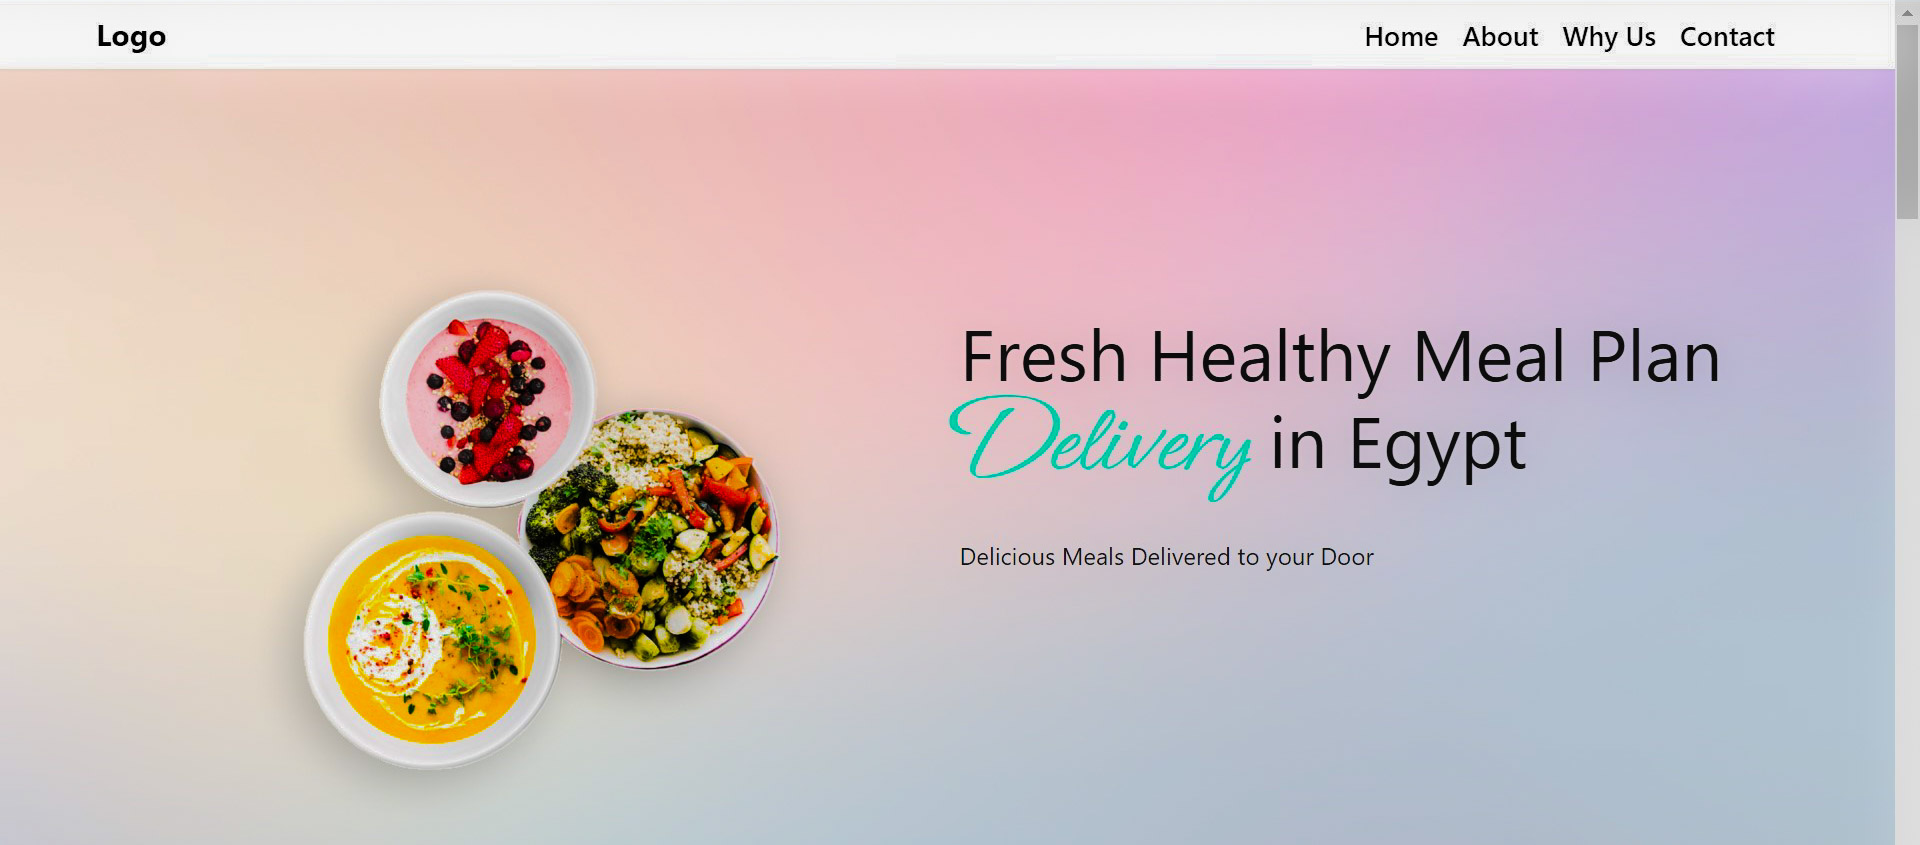 Logo
Home About Why Us Contact
Fresh Healthy Meal Plan
Delivery in Egypt
Delicious Meals Delivered to your Door